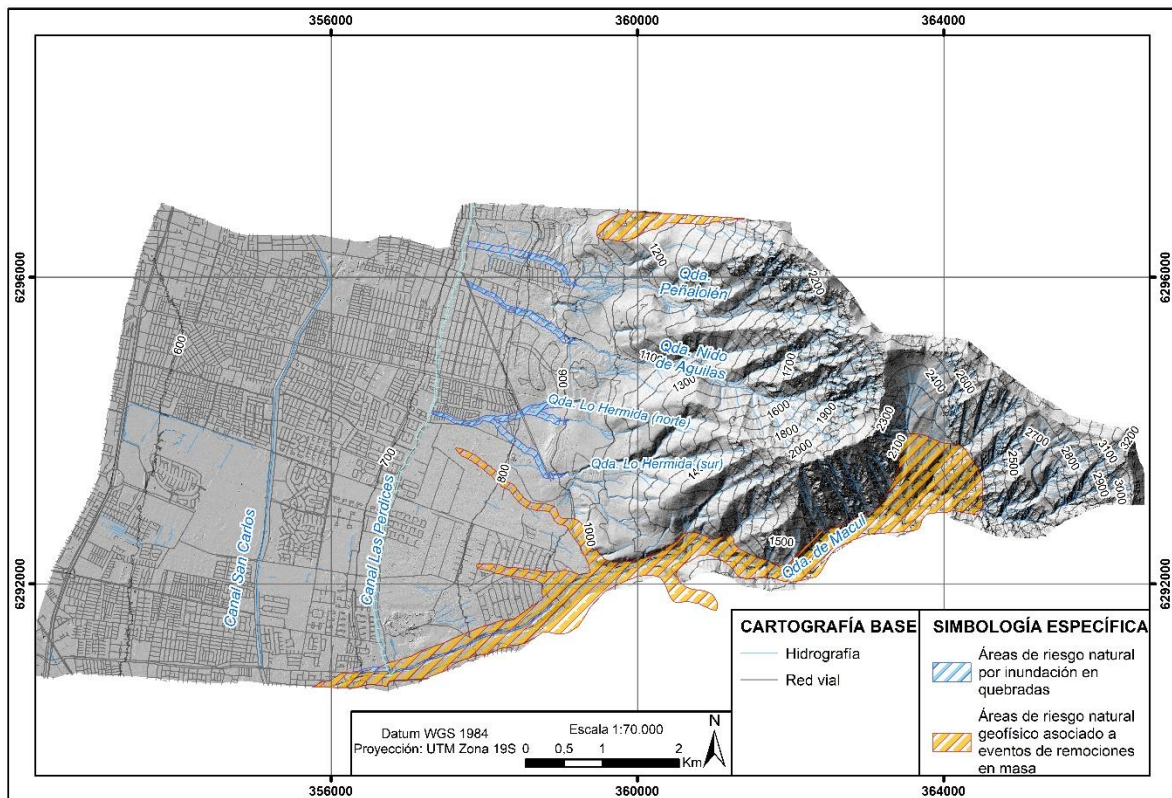 356000
360000
364000
6296000
6296000
6292000
6292000
600
Canal San Carlos
Canal Las Perdices
700
800
900
1000
1200
Qda.
Peñalolén
2200
Qda. Nido
de Aguilas
1300
1700
1600
1800
1900
2000
2100
2300
Qda. Lo Hermida (norte)
Qda. Lo Hermida (sur)
2400
2600
2700
2500
2800
2900
3000
3100
3200
1500
Qda. de Macul
CARTOGRAFÍA BASE
Hidrografía
Red vial
SIMBOLOGÍA ESPECÍFICA
Áreas de riesgo natural
por inundación en
quebradas
Áreas de riesgo natural
geofísico asociado a
eventos de remociones
en masa
Datum WGS 1984
Proyección: UTM Zona 19S
Escala 1:70.000
0 0.5 1 2
Km
N
356000
360000
364000